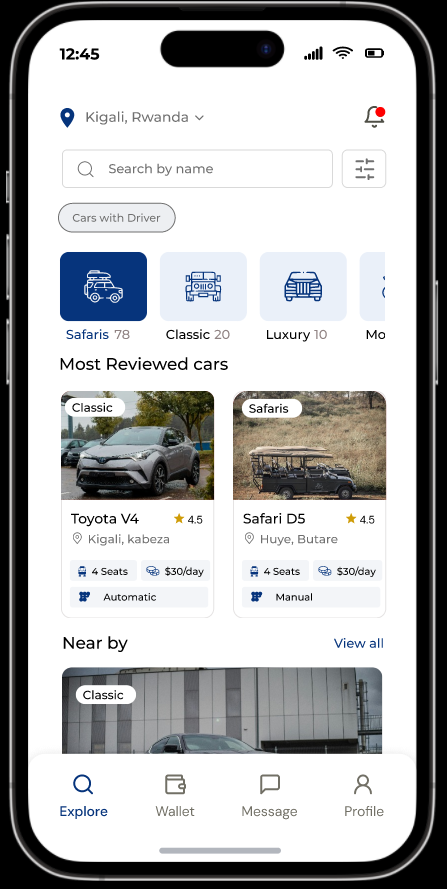 12:45
Kigali, Rwanda
Search by name
Cars with Driver
Safaris 78 Classic 20 Luxury 10 Mo
Most Reviewed cars
Classic Safaris
Toyota V4 4.5 Safari D5 4.5
Kigali, kabeza Huye, Butare
4 Seats $30/day 4 Seats $30/day
Automatic Manual
Near by View all
Classic
Explore Wallet Message Profile